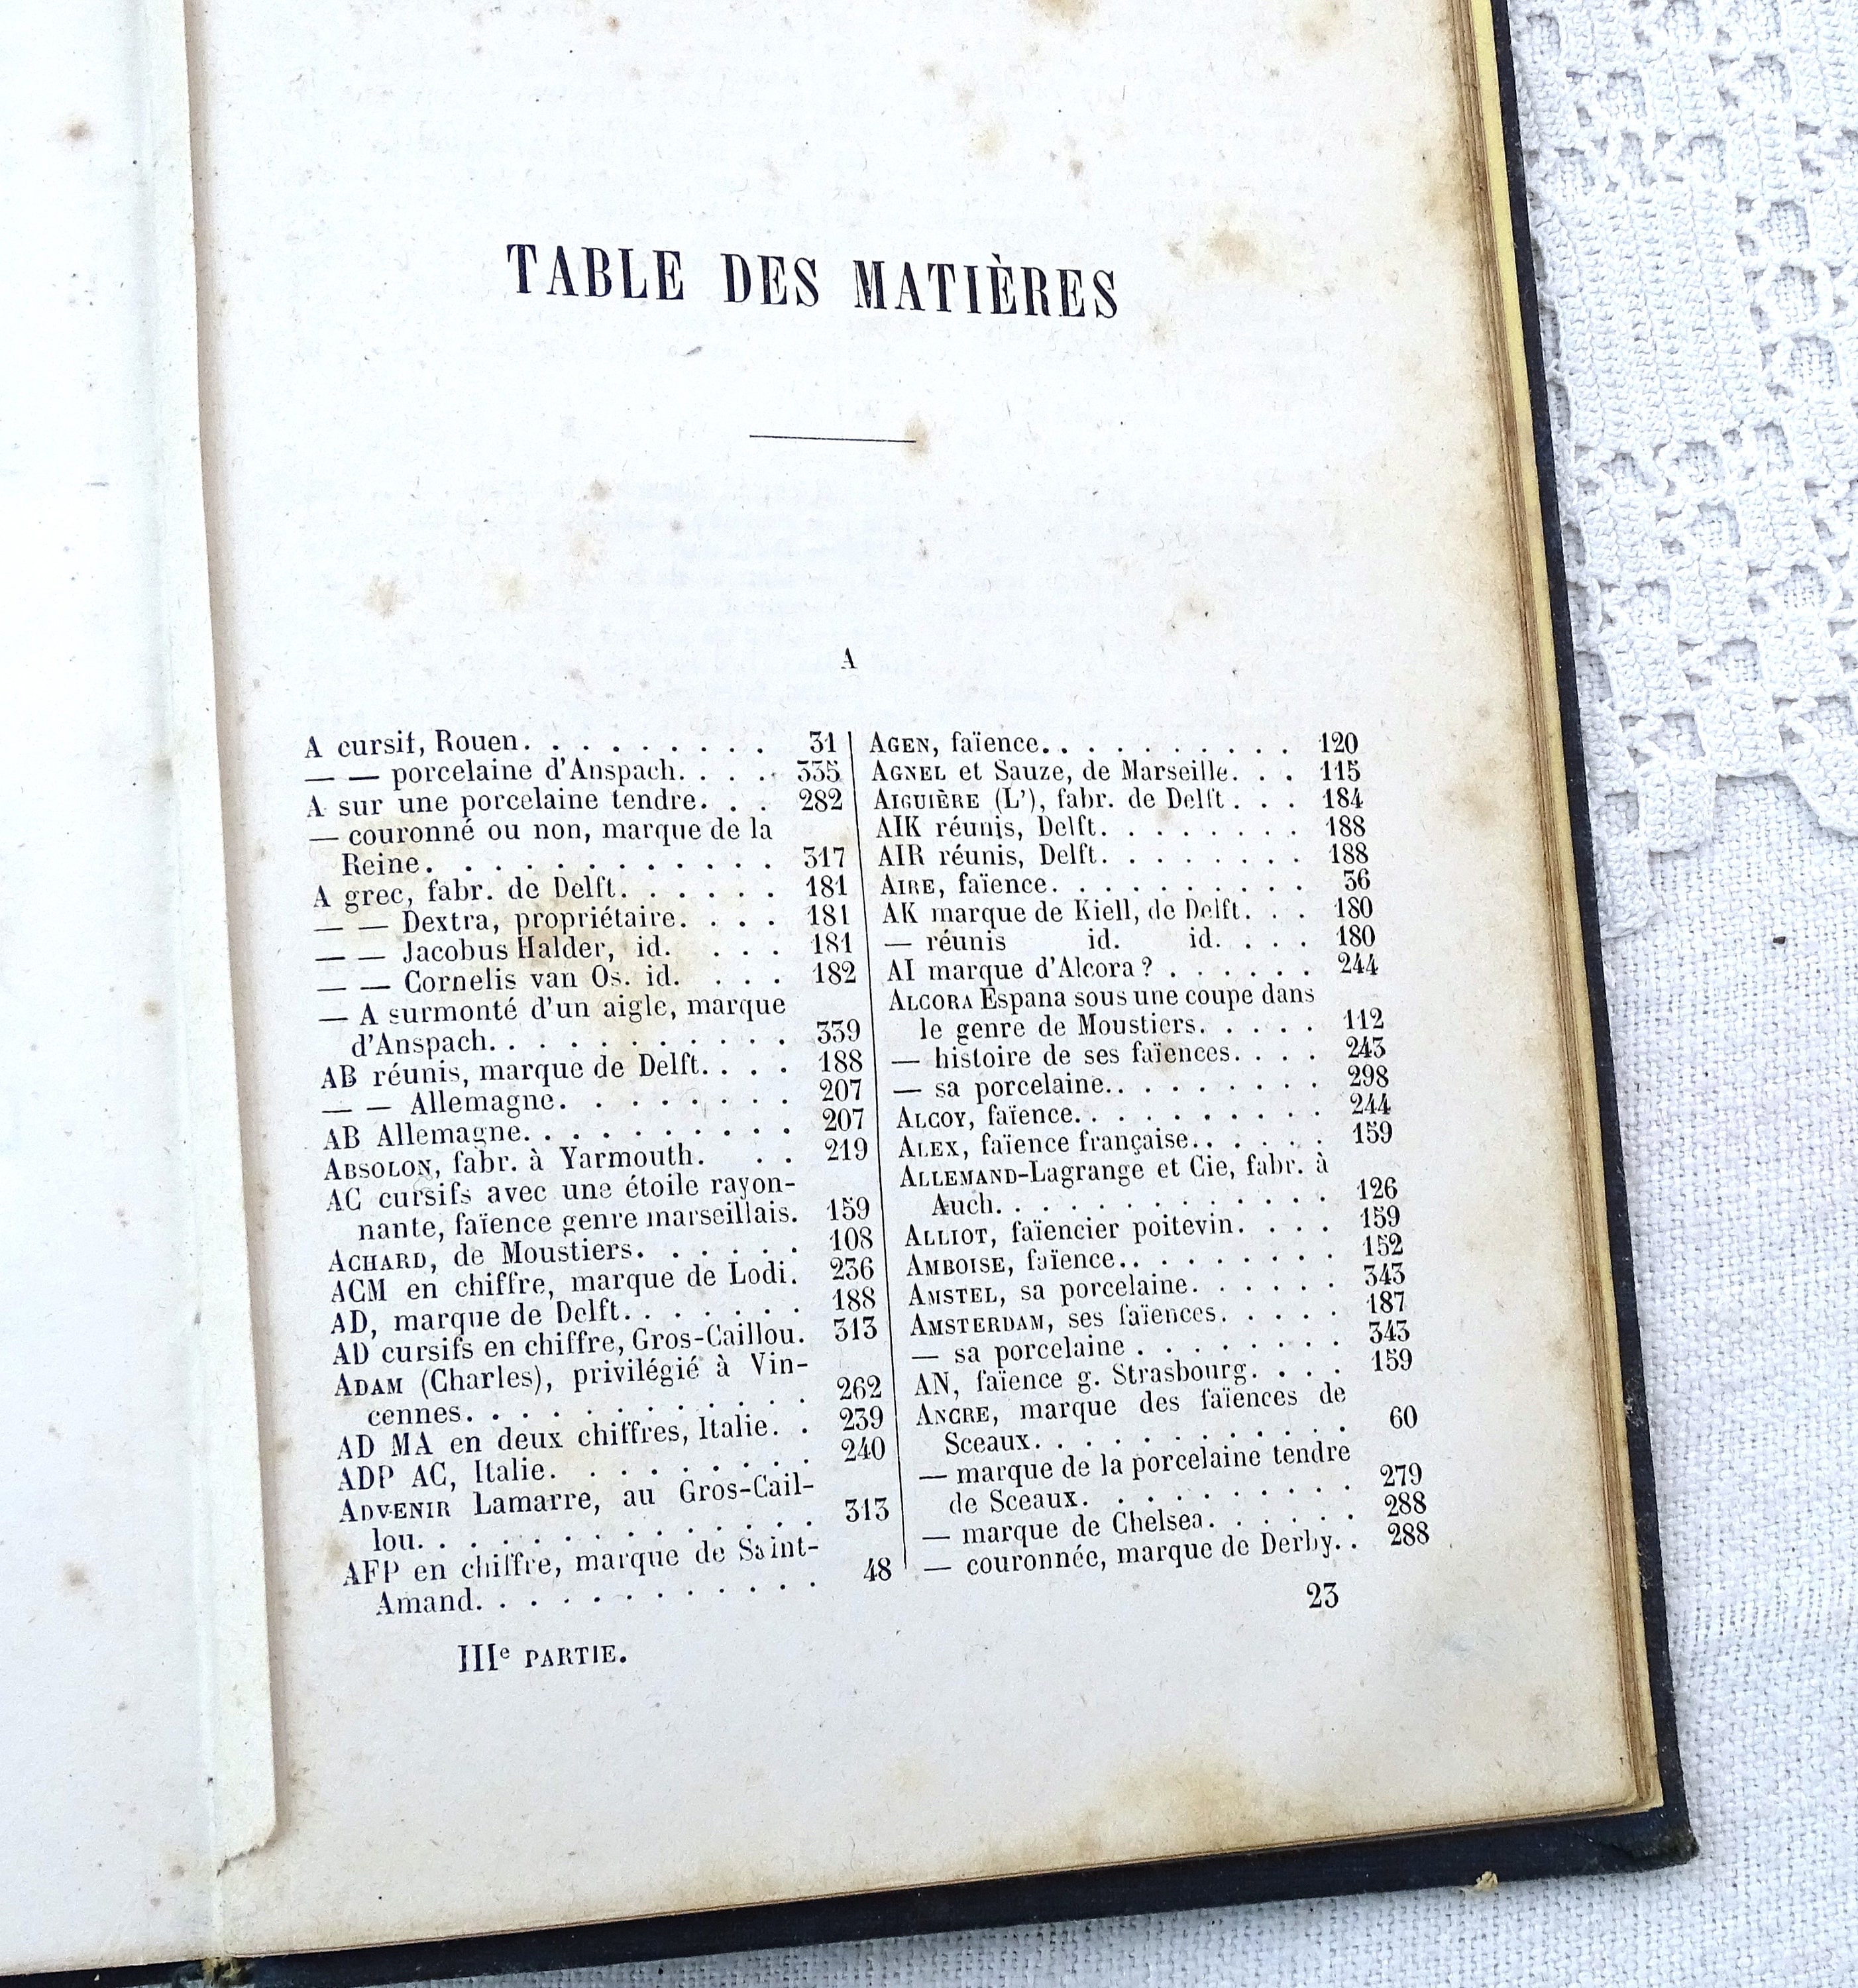 TABLE DES MATIÈRES
A
A cursif, Rouen. . . . . . . . . 31
— — porcelaine d'Anspach. . . . 335
A sur une porcelaine tendre. . . 282
— couronné ou non, marque de la
Reine. . . . . . . . . . . . 317
A grec, fabr. de Delft. . . . . . 181
— — Dextra, propriétaire. . . . 181
— — Jacobus Halder, id. . . . 181
— — Cornelis van Os. id. . . . 182
— A surmonté d'un aigle, marque
d'Anspach. . . . . . . . . . 339
AB réunis, marque de Delft. . . . 188
— — Allemagne. . . . . . . . 207
AB Allemagne. . . . . . . . . . 207
ABSOLON, fabr. à Yarmouth. . . 219
AC cursifs avec une étoile rayon-
nante, faïence genre marseillais. 159
ACHARD, de Moustiers. . . . . . 108
ACM en chiffre, marque de Lodi. 236
AD, marque de Delft. . . . . . . 188
AD cursifs en chiffre, Gros-Caillou. 313
ADAM (Charles), privilégié à Vin-
cennes. . . . . . . . . . . . 262
AD MA en deux chiffres, Italie. . 239
ADP AC, Italie. . . . . . . . . 240
ADVENIR Lamarre, au Gros-Cail-
lou. . . . . . . . . . . . . . 313
AFP en chiffre, marque de Saint-
Amand. . . . . . . . . . . . 48
AGEN, faïence. . . . . . . . . . 120
AGNEL et Sauze, de Marseille. . . 115
AIGUIÈRE (L'), fabr. de Delft . . . 184
AIK réunis, Delft. . . . . . . . 188
AIR réunis, Delft. . . . . . . . 188
AIRE, faïence. . . . . . . . . . 36
AK marque de Kiell, de Delft. . . 180
— réunis id. id. . . . 180
AI marque d'Alcora ? . . . . . . 244
ALCORA Espana sous une coupe dans
le genre de Moustiers. . . . . 112
— histoire de ses faïences. . . . 243
— sa porcelaine. . . . . . . . . 298
ALCOY, faïence. . . . . . . . . . 244
ALEX, faïence française. . . . . . 159
ALLEMAND-Lagrange et Cie, fabr. à
Auch. . . . . . . . . . . . . 126
ALLIOT, faïencier poitevin. . . . 159
AMBOISE, faïence. . . . . . . . . 152
AMSTEL, sa porcelaine. . . . . . 343
AMSTERDAM, ses faïences. . . . . 187
— sa porcelaine . . . . . . . . 343
AN, faïence g. Strasbourg. . . . 159
ANCRE, marque des faïences de
Sceaux. . . . . . . . . . . . 60
— marque de la porcelaine tendre
de Sceaux. . . . . . . . . . 279
— marque de Chelsea. . . . . . 288
— couronnée, marque de Derby. . 288
IIIe PARTIE. 23